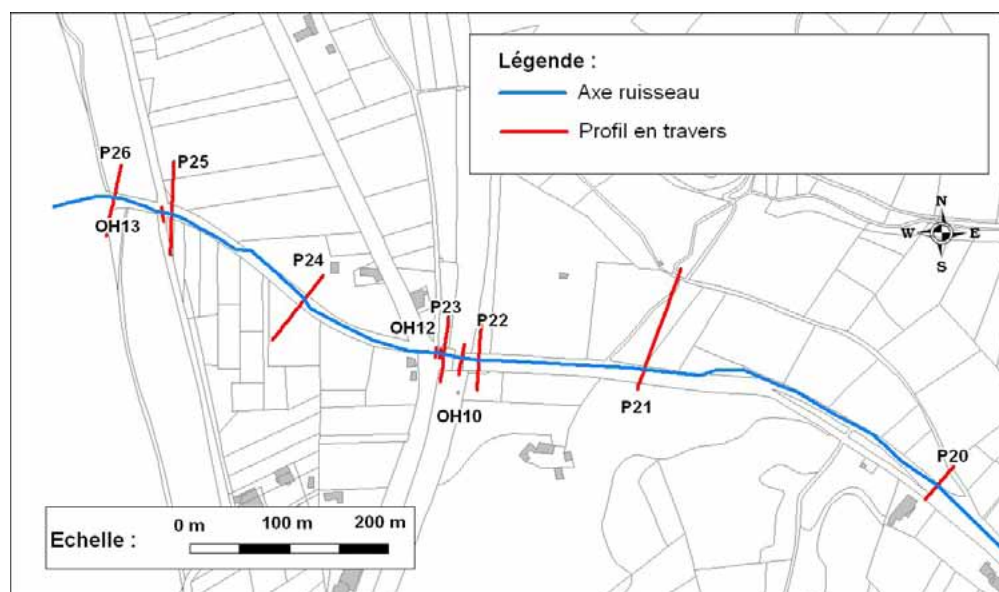 Légende :
Axe ruisseau
Profil en travers
P26
P25
OH13
N
W
E
S
P24
P23
OH12
P22
OH10
P21
P20
0 m
100 m
200 m
Echelle :